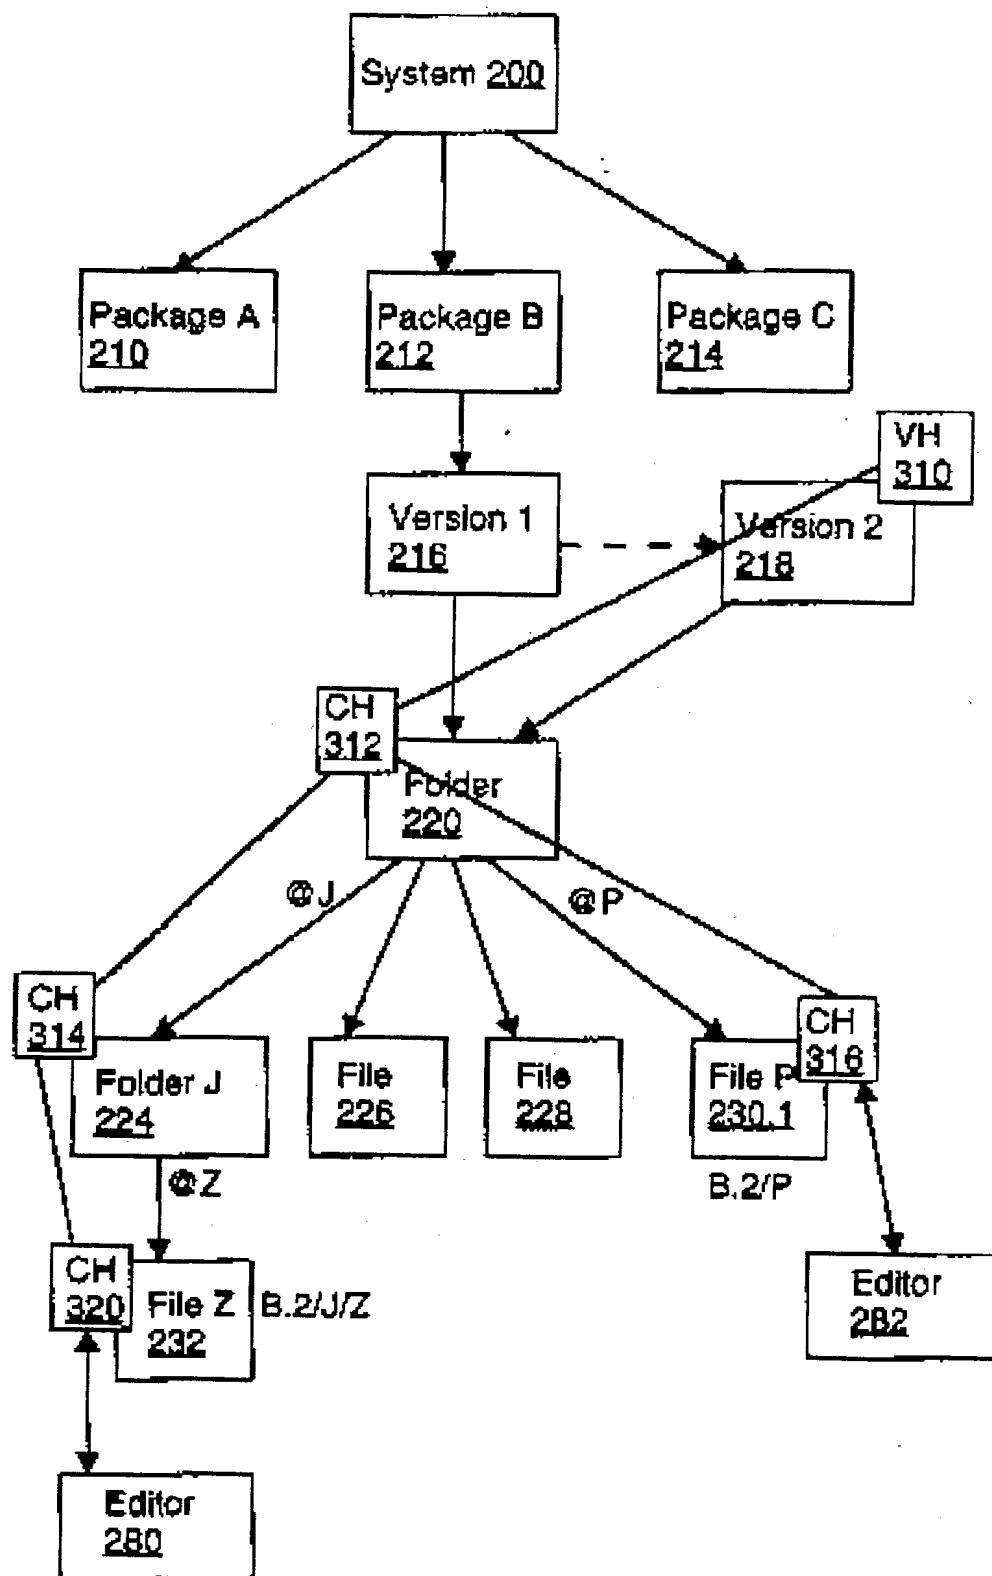 System 200
Package A
210
Package B
212
Package C
214
VH
310
Version 1
216
Version 2
218
CH
312
Folder
220
@J
@P
CH
314
CH
316
Folder J
224
File
226
File
228
File P
230.1
@Z
B.2/P
CH
320
File Z
232
B.2/J/Z
Editor
282
Editor
280